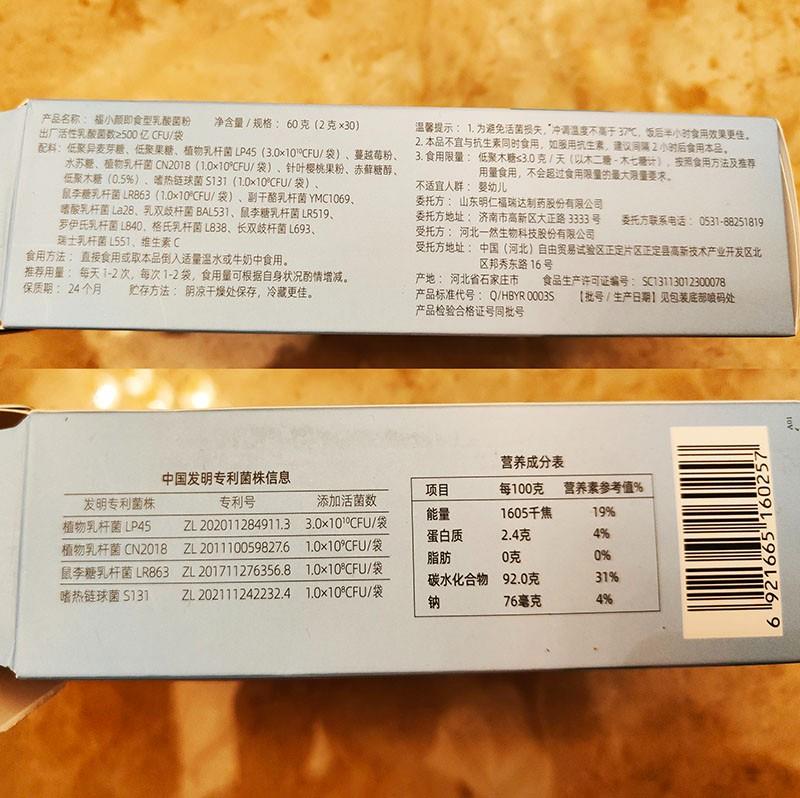 产品名称：福小颜即食型乳酸菌粉　净含量/规格：60克（2克×30）
出厂活性乳酸菌数≥500亿CFU/袋
配料：低聚异麦芽糖、低聚果糖、植物乳杆菌LP45（3.0×10¹⁰CFU/袋）、蔓越莓粉、
水苏糖、植物乳杆菌CN2018（1.0×10⁹CFU/袋）、针叶樱桃果粉、赤藓糖醇、
低聚木糖（0.5%）、嗜热链球菌S131（1.0×10⁸CFU/袋）、
鼠李糖乳杆菌LR863（1.0×10⁸CFU/袋）、副干酪乳杆菌YMC1069、
嗜酸乳杆菌La28、乳双歧杆菌BAL531、鼠李糖乳杆菌LR519、
罗伊氏乳杆菌L840、格氏乳杆菌L838、长双歧杆菌L693、
瑞士乳杆菌L551、维生素C
食用方法：直接食用或取本品倒入适量温水或牛奶中食用。
推荐用量：每天1-2次，每次1-2袋，食用量可根据自身状况酌情增减。
保质期：24个月　贮存方法：阴凉干燥处保存，冷藏更佳。
温馨提示：1.为避免活菌损失，冲调温度不高于37℃，饭后半小时食用效果更佳。
2.本品不宜与抗生素同时食用，如服用抗生素，建议间隔2小时后食用本品。
3.食用限量：低聚木糖≤3.0克/天（以木二糖-木七糖计），按照食用方法及推荐
用量食用，不会超过食用限量的最大限量要求。
不适宜人群：婴幼儿
委托方：山东明仁福瑞达制药股份有限公司
委托方地址：济南市高新区大正路3333号　委托方联系电话：0531-88251819
受托方：河北一然生物科技股份有限公司
受托方地址：中国（河北）自由贸易试验区正定片区正定县高新技术产业开发区北
区邦秀东路16号
产地：河北省石家庄市　食品生产许可证编号：SC11313012300078
产品标准代号：Q/HBYR 0003S　【批号/生产日期】见包装底部喷码处
产品检验合格证号同批号
中国发明专利菌株信息
发明专利菌株　专利号　添加活菌数
植物乳杆菌 LP45　ZL 202011284911.3　3.0×10¹⁰CFU/袋
植物乳杆菌 CN2018　ZL 201110059827.6　1.0×10⁹CFU/袋
鼠李糖乳杆菌 LR863　ZL 201711276356.8　1.0×10⁸CFU/袋
嗜热链球菌 S131　ZL 202111242232.4　1.0×10⁸CFU/袋
营养成分表
项目　每100克　营养素参考值%
能量　1605千焦　19%
蛋白质　2.4克　4%
脂肪　0克　0%
碳水化合物　92.0克　31%
钠　76毫克　4%
6 921665 160257
A01